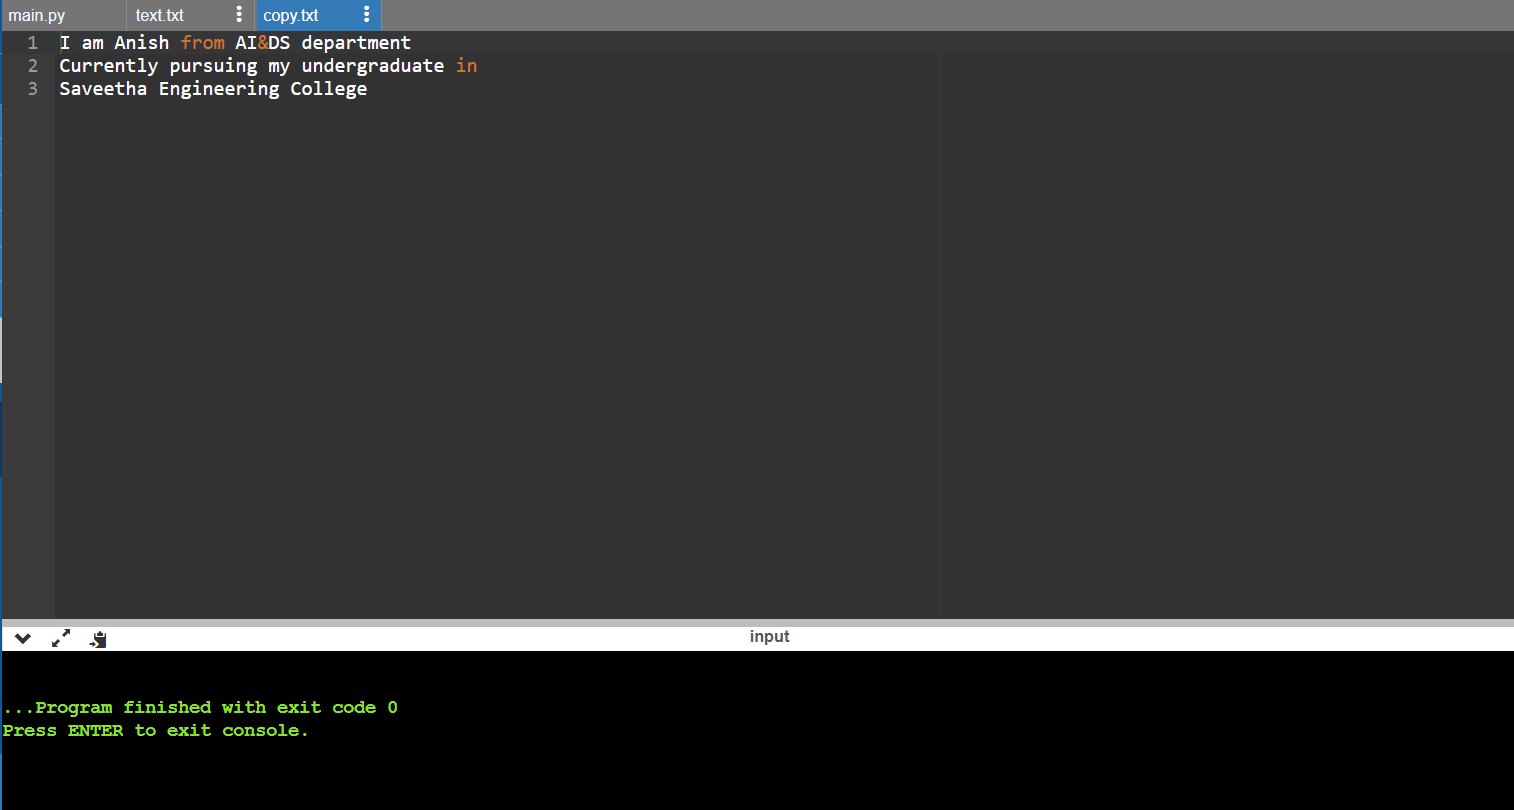 main.py text.txt copy.txt
1 I am Anish from AI&DS department
2 Currently pursuing my undergraduate in
3 Saveetha Engineering College
input
...Program finished with exit code 0
Press ENTER to exit console.